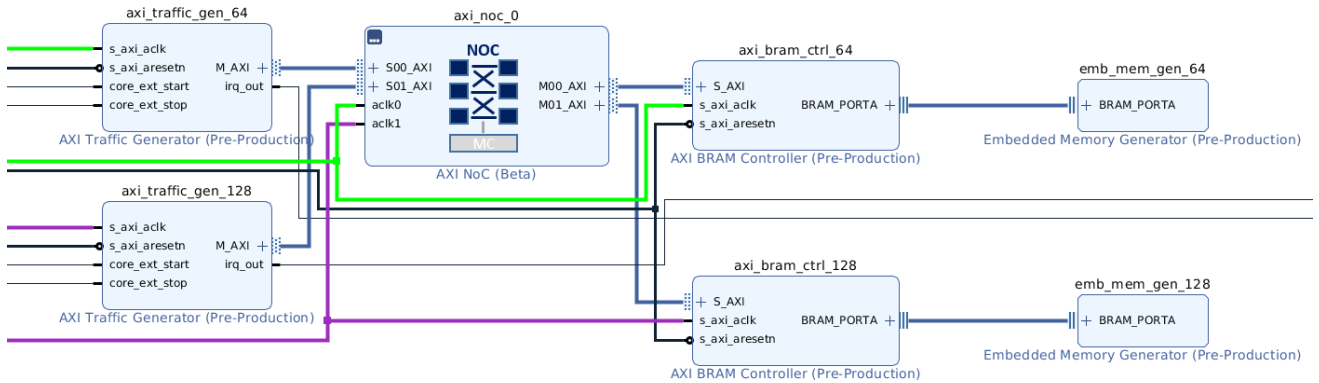 axi_traffic_gen_64
s_axi_aclk
s_axi_aresetn
M_AXI
core_ext_start
irq_out
core_ext_stop
AXI Traffic Generator (Pre-Production)
axi_noc_0
NOC
S00_AXI
S01_AXI
M00_AXI
aclk0
M01_AXI
aclk1
MC
AXI NoC (Beta)
axi_bram_ctrl_64
S_AXI
s_axi_aclk
BRAM_PORTA
s_axi_aresetn
AXI BRAM Controller (Pre-Production)
emb_mem_gen_64
BRAM_PORTA
Embedded Memory Generator (Pre-Production)
axi_traffic_gen_128
s_axi_aclk
s_axi_aresetn
M_AXI
core_ext_start
irq_out
core_ext_stop
AXI Traffic Generator (Pre-Production)
axi_bram_ctrl_128
S_AXI
s_axi_aclk
BRAM_PORTA
s_axi_aresetn
AXI BRAM Controller (Pre-Production)
emb_mem_gen_128
BRAM_PORTA
Embedded Memory Generator (Pre-Production)